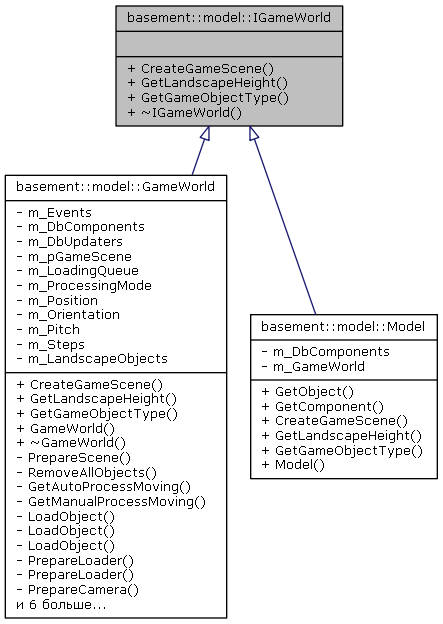 basement::model::IGameWorld
+ CreateGameScene()
+ GetLandscapeHeight()
+ GetGameObjectType()
+ ~IGameWorld()
basement::model::GameWorld
- m_Events
- m_DbComponents
- m_DbUpdaters
- m_pGameScene
- m_LoadingQueue
- m_ProcessingMode
- m_Position
- m_Orientation
- m_Pitch
- m_Steps
- m_LandscapeObjects
+ CreateGameScene()
+ GetLandscapeHeight()
+ GetGameObjectType()
+ GameWorld()
+ ~GameWorld()
- PrepareScene()
- RemoveAllObjects()
- GetAutoProcessMoving()
- GetManualProcessMoving()
- LoadObject()
- LoadObject()
- LoadObject()
- PrepareLoader()
- PrepareLoader()
- PrepareCamera()
и 6 больше...
basement::model::Model
- m_DbComponents
- m_GameWorld
+ GetObject()
+ GetComponent()
+ CreateGameScene()
+ GetLandscapeHeight()
+ GetGameObjectType()
+ Model()